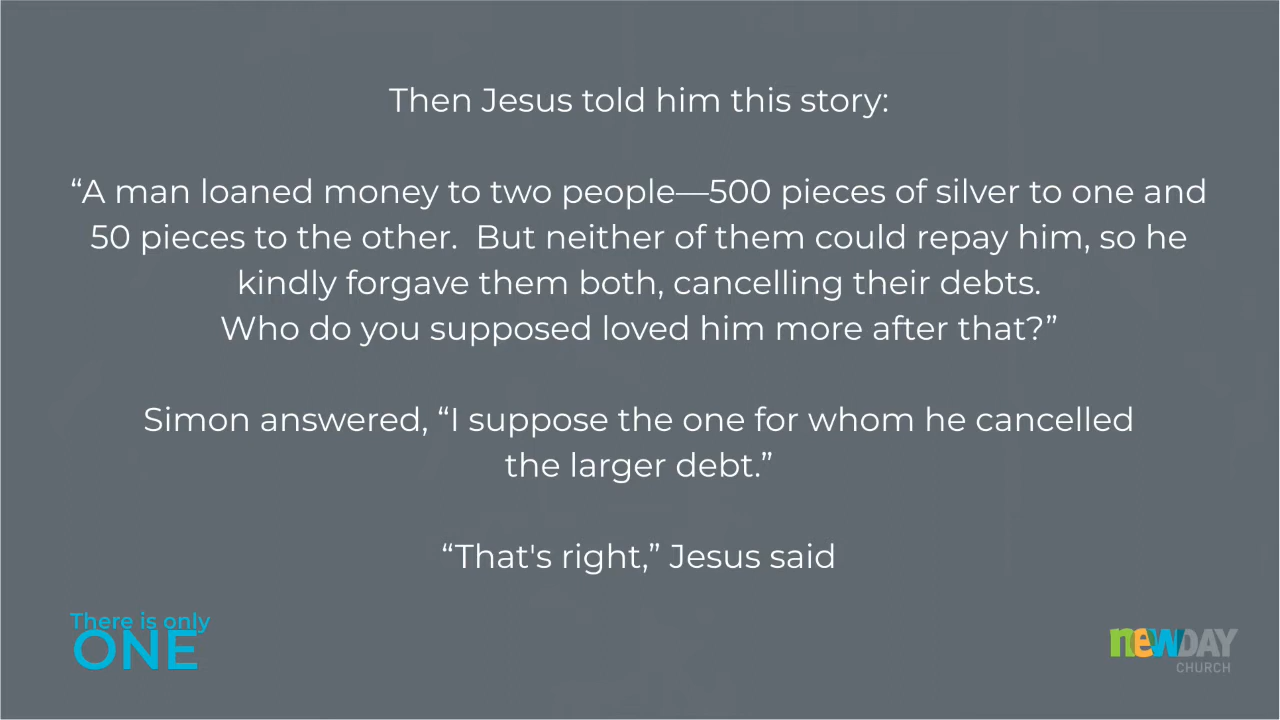 Then Jesus told him this story:
“A man loaned money to two people—500 pieces of silver to one and
50 pieces to the other.  But neither of them could repay him, so he
kindly forgave them both, cancelling their debts.
Who do you supposed loved him more after that?”
Simon answered, “I suppose the one for whom he cancelled
the larger debt.”
“That's right,” Jesus said
There is only
ONE
newDAY
CHURCH